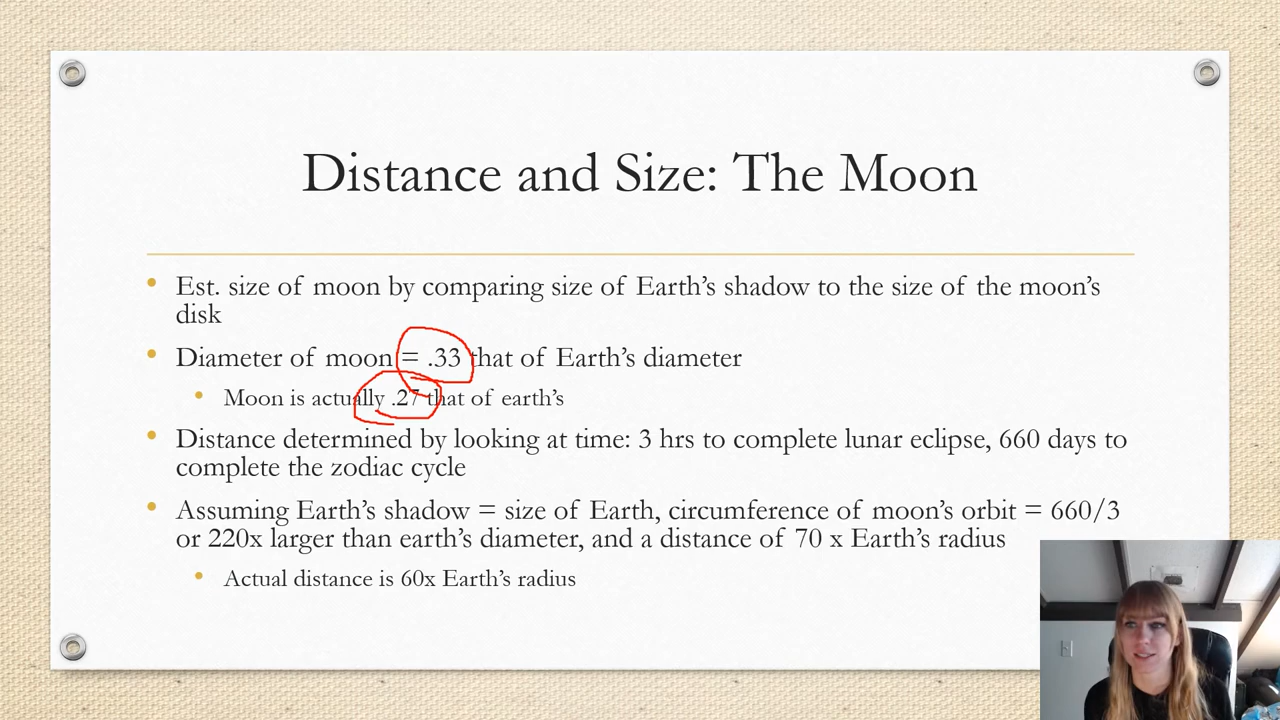 Distance and Size: The Moon
• Est. size of moon by comparing size of Earth’s shadow to the size of the moon’s
disk
• Diameter of moon = .33 that of Earth’s diameter
• Moon is actually .27 that of earth’s
• Distance determined by looking at time: 3 hrs to complete lunar eclipse, 660 days to
complete the zodiac cycle
• Assuming Earth’s shadow = size of Earth, circumference of moon’s orbit = 660/3
or 220x larger than earth’s diameter, and a distance of 70 x Earth’s radius
• Actual distance is 60x Earth’s radius